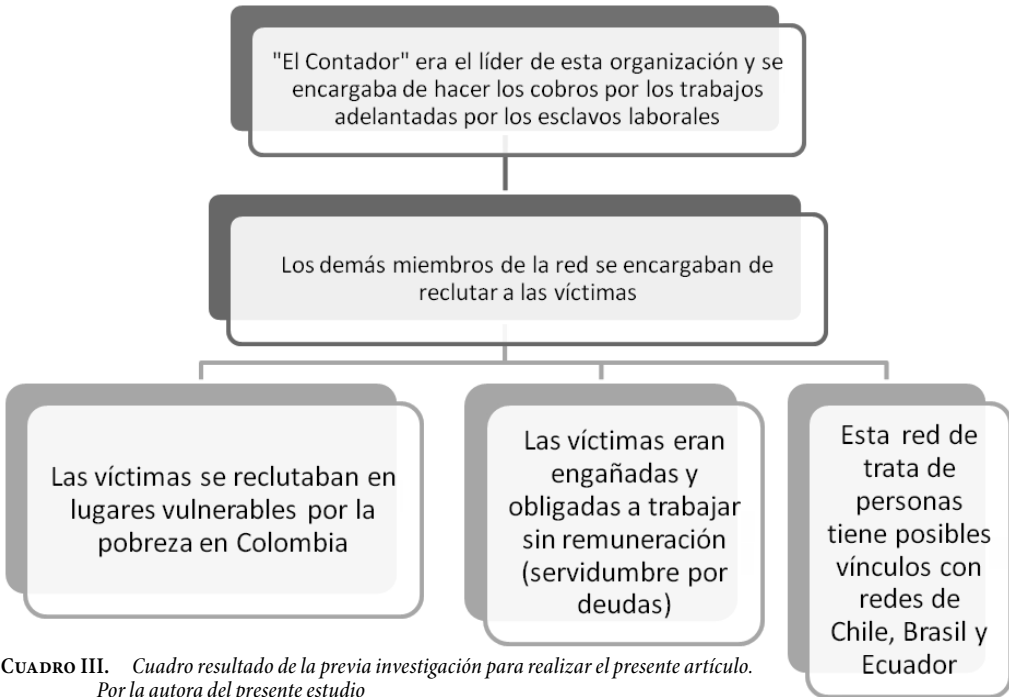 "El Contador" era el líder de esta organización y se
encargaba de hacer los cobros por los trabajos
adelantadas por los esclavos laborales
Los demás miembros de la red se encargaban de
reclutar a las víctimas
Las víctimas se reclutaban en
lugares vulnerables por la
pobreza en Colombia
Las víctimas eran
engañadas y
obligadas a trabajar
sin remuneración
(servidumbre por
deudas)
Esta red de
trata de
personas
tiene posibles
vínculos con
redes de
Chile, Brasil y
Ecuador
CUADRO III. Cuadro resultado de la previa investigación para realizar el presente artículo.
Por la autora del presente estudio